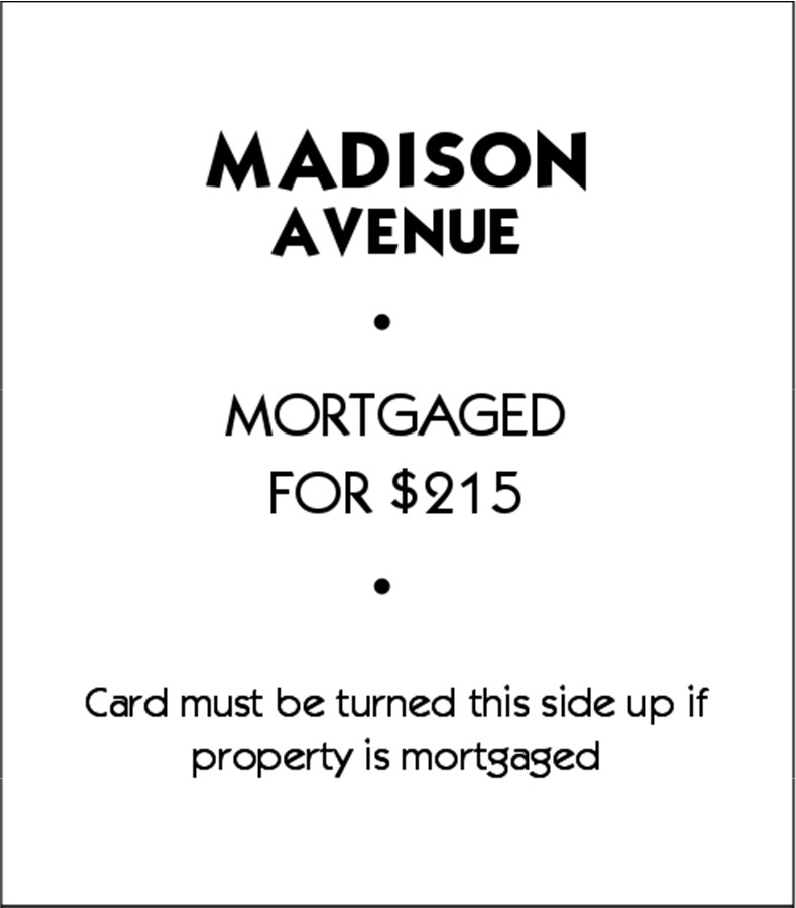 MADISON
AVENUE
•
MORTGAGED
FOR $215
•
Card must be turned this side up if
property is mortgaged